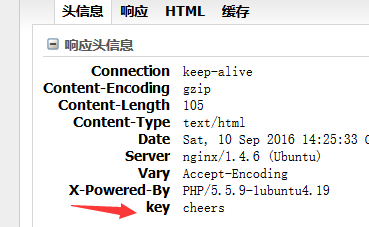 头信息 响应 HTML 缓存
响应头信息
Connection keep-alive
Content-Encoding gzip
Content-Length 105
Content-Type text/html
Date Sat, 10 Sep 2016 14:25:33
Server nginx/1.4.6 (Ubuntu)
Vary Accept-Encoding
X-Powered-By PHP/5.5.9-1ubuntu4.19
key cheers